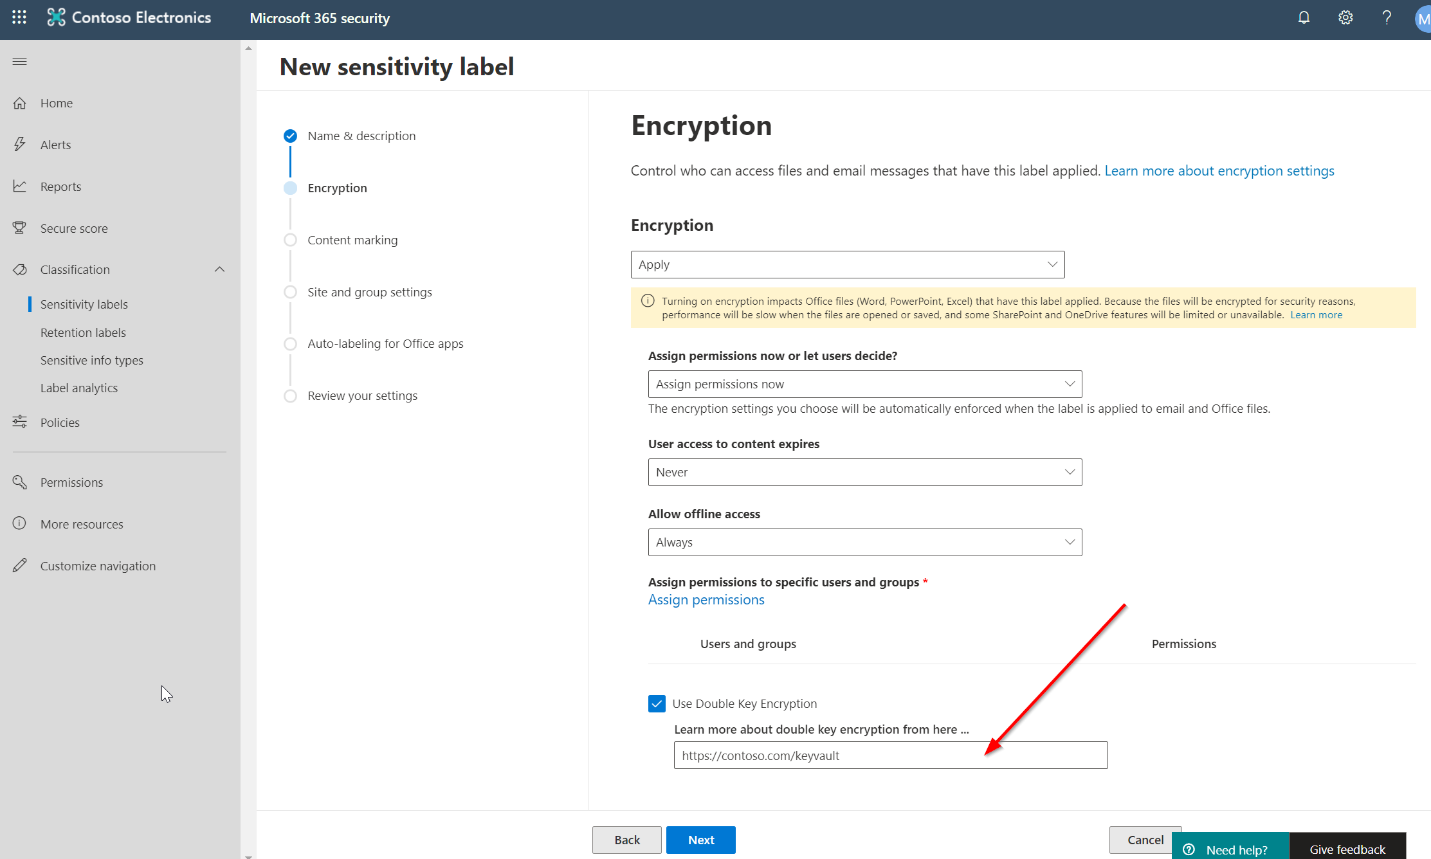 Contoso Electronics
Microsoft 365 security
?
M
New sensitivity label
Home
Alerts
Reports
Secure score
Classification
Sensitivity labels
Retention labels
Sensitive info types
Label analytics
Policies
Permissions
More resources
Customize navigation
Name & description
Encryption
Content marking
Site and group settings
Auto-labeling for Office apps
Review your settings
Encryption
Control who can access files and email messages that have this label applied. Learn more about encryption settings
Encryption
Apply
Turning on encryption impacts Office files (Word, PowerPoint, Excel) that have this label applied. Because the files will be encrypted for security reasons,
performance will be slow when the files are opened or saved, and some SharePoint and OneDrive features will be limited or unavailable. Learn more
Assign permissions now or let users decide?
Assign permissions now
The encryption settings you choose will be automatically enforced when the label is applied to email and Office files.
User access to content expires
Never
Allow offline access
Always
Assign permissions to specific users and groups *
Assign permissions
Users and groups
Permissions
Use Double Key Encryption
Learn more about double key encryption from here ...
https://contoso.com/keyvault
Back
Next
Cancel
Need help?
Give feedback